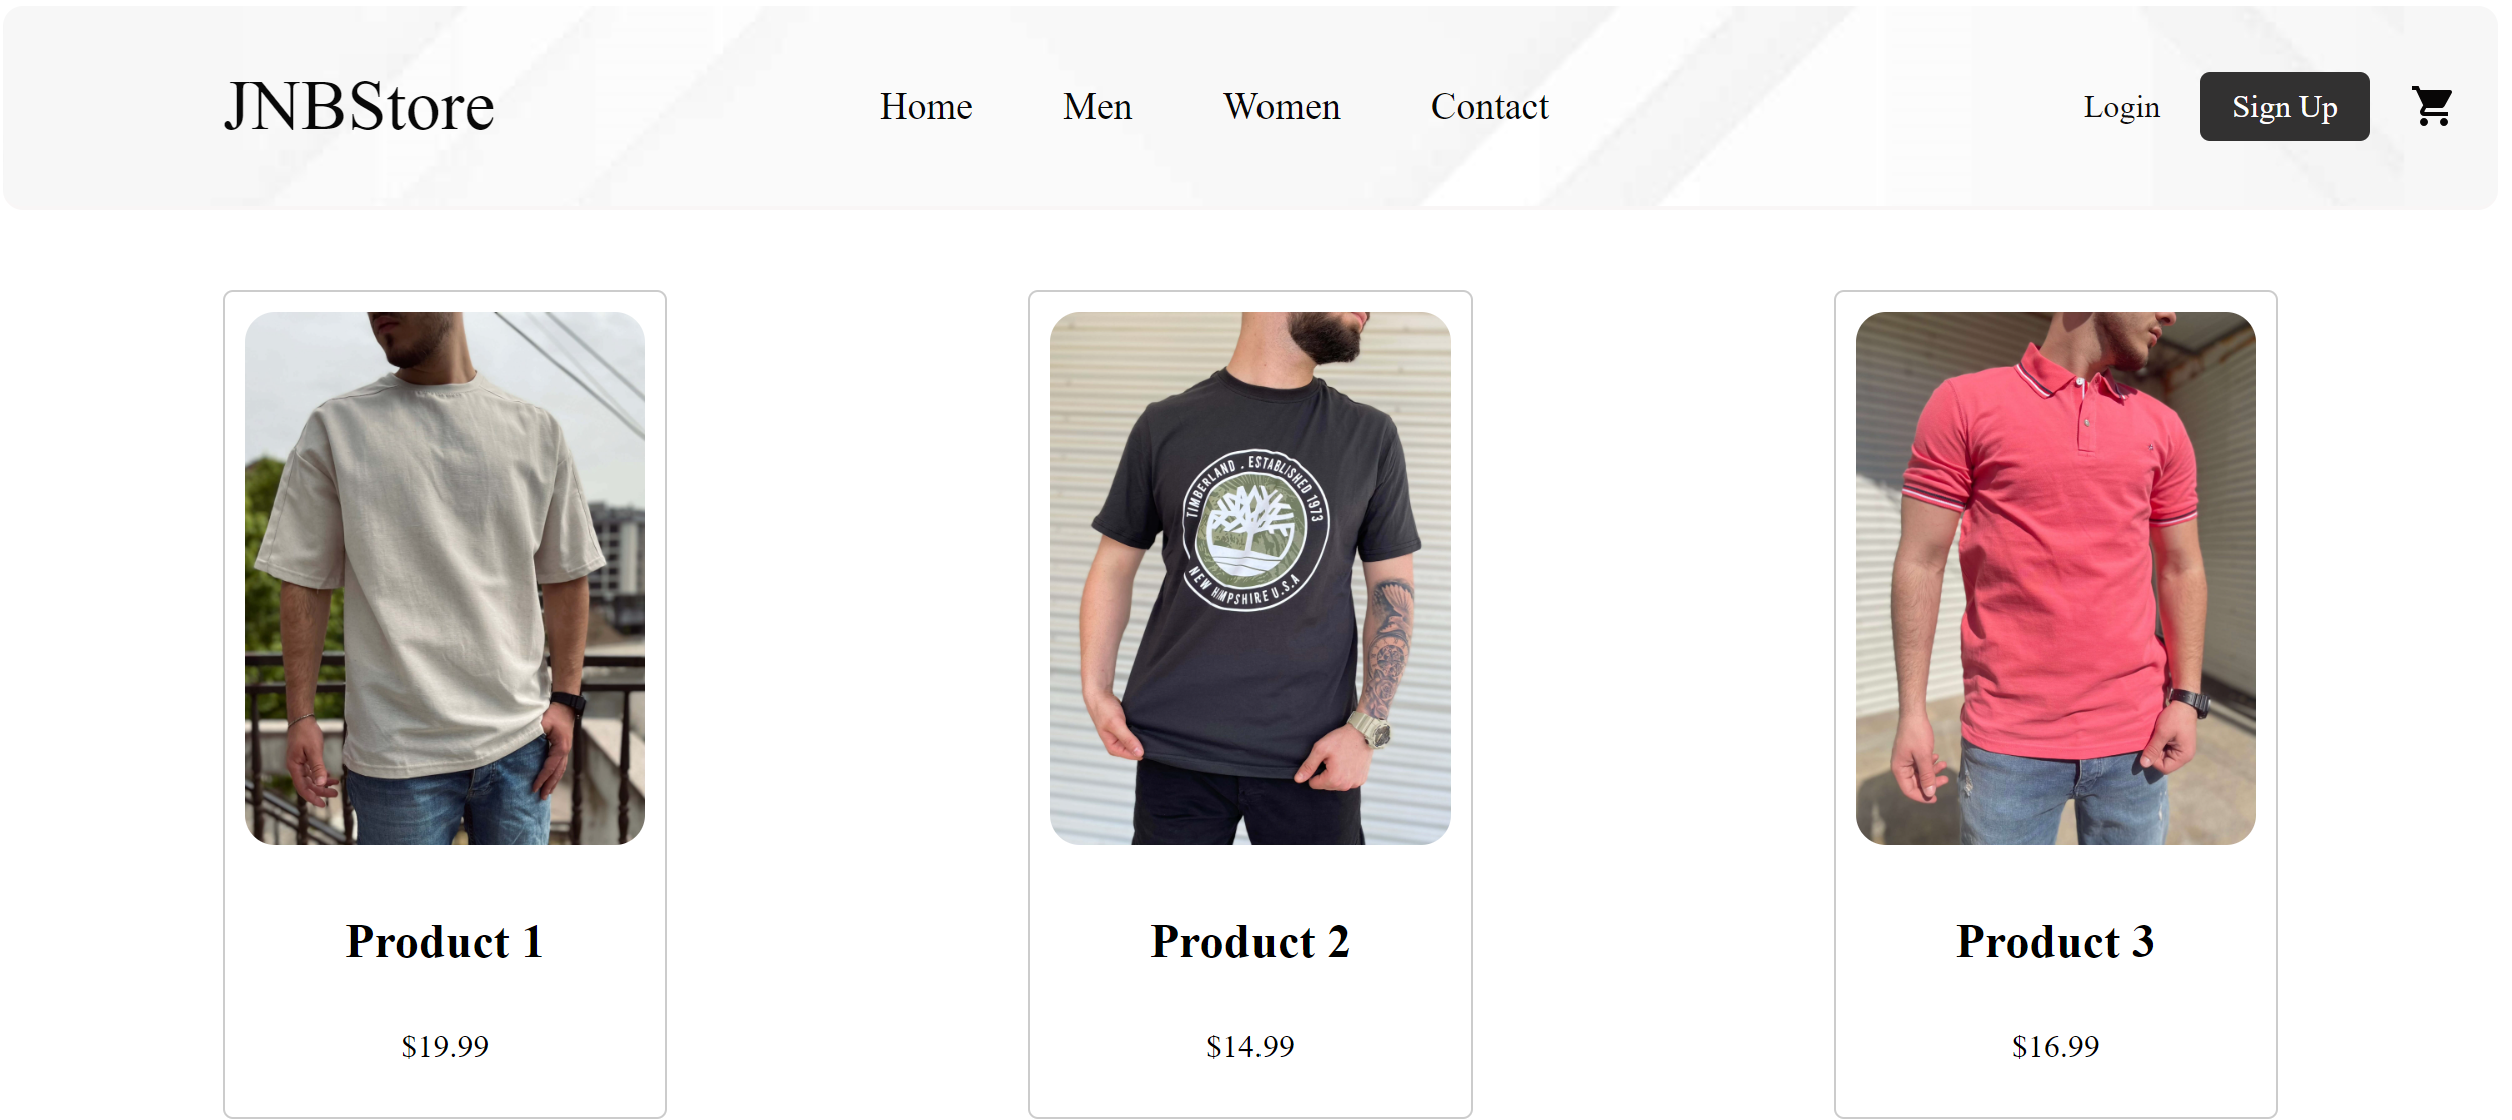 JNBStore
Home Men Women Contact
Login Sign Up
TIMBERLAND . ESTABLISHED 1973
NEW HMPSHIRE U.S.A
Product 1
Product 2
Product 3
$19.99
$14.99
$16.99